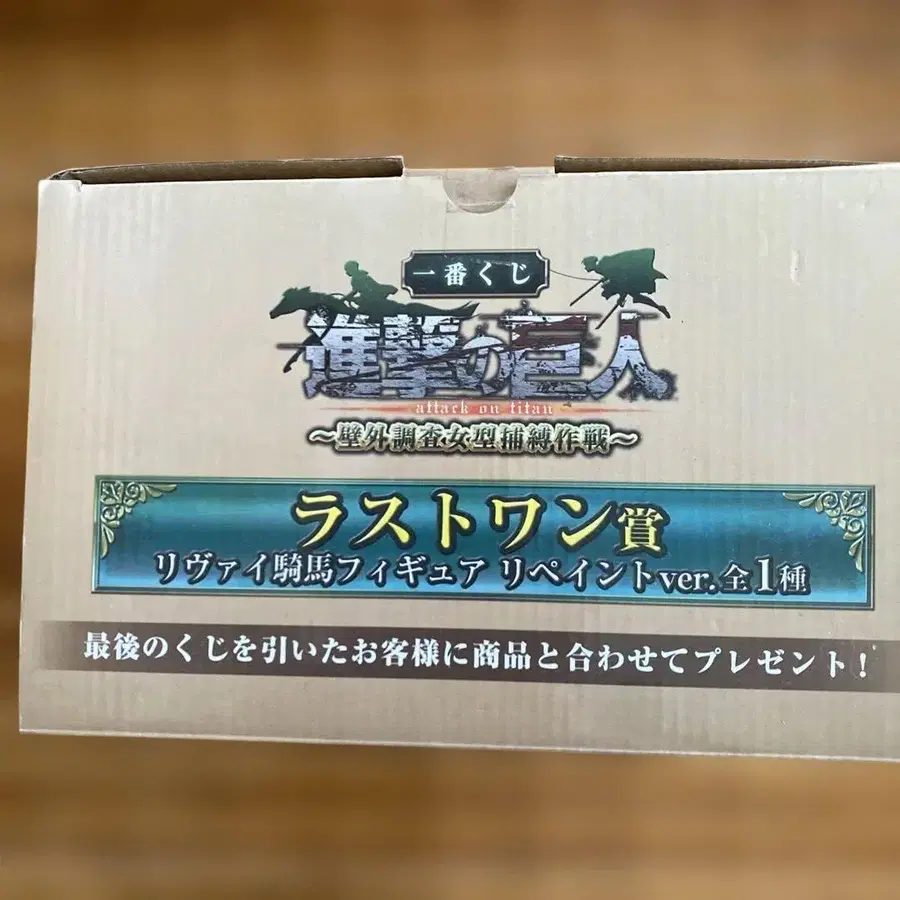 一番くじ
進撃の巨人
attack on titan
～壁外調査女型捕縛作戦～
ラストワン賞
リヴァイ騎馬フィギュア リペイントver.全1種
最後のくじを引いたお客様に商品と合わせてプレゼント!